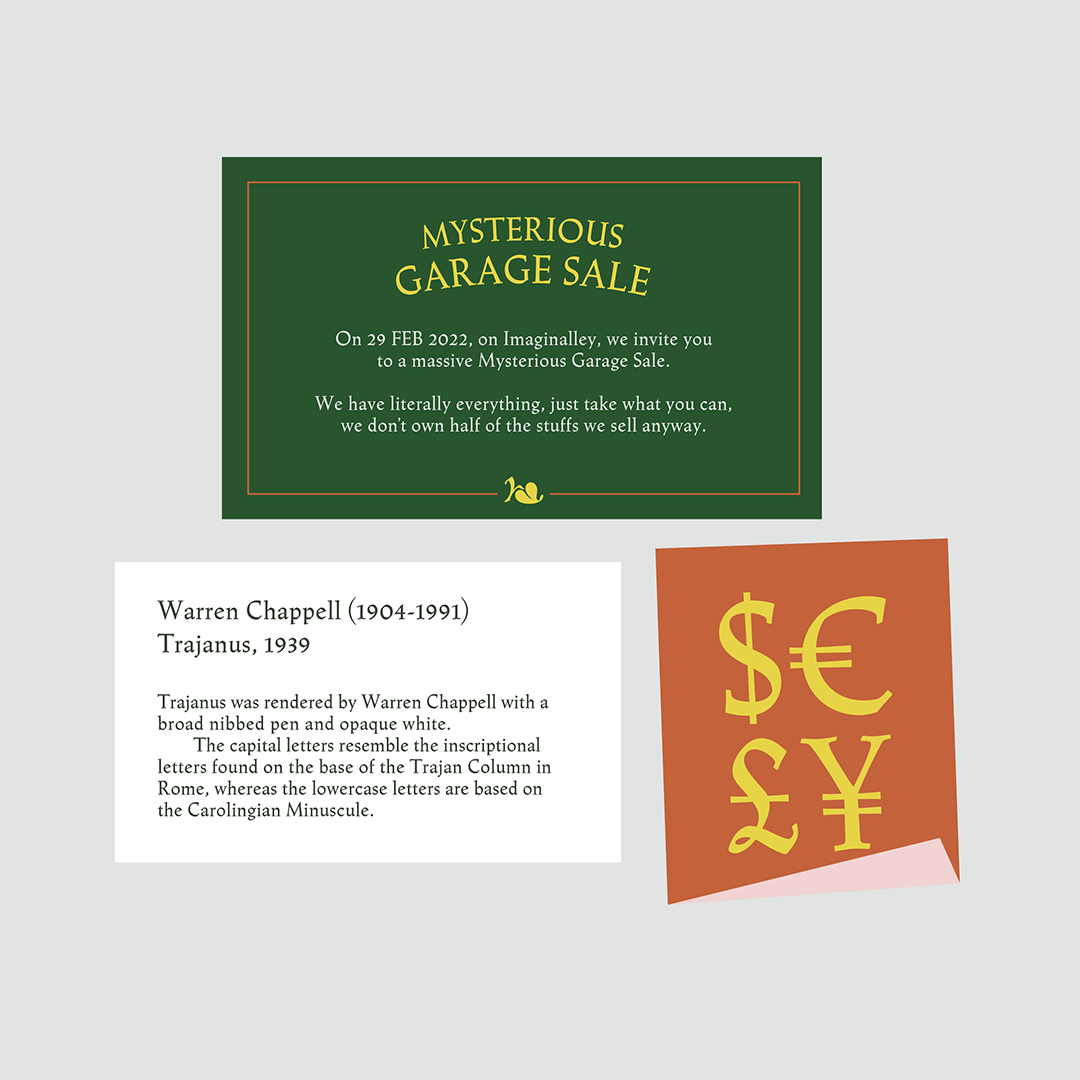 MYSTERIOUS
GARAGE SALE
On 29 FEB 2022, on Imaginalley, we invite you
to a massive Mysterious Garage Sale.
We have literally everything, just take what you can,
we don't own half of the stuffs we sell anyway.
Warren Chappell (1904-1991)
Trajanus, 1939
Trajanus was rendered by Warren Chappell with a
broad nibbed pen and opaque white.
The capital letters resemble the inscriptional
letters found on the base of the Trajan Column in
Rome, whereas the lowercase letters are based on
the Carolingian Minuscule.
$€
£¥